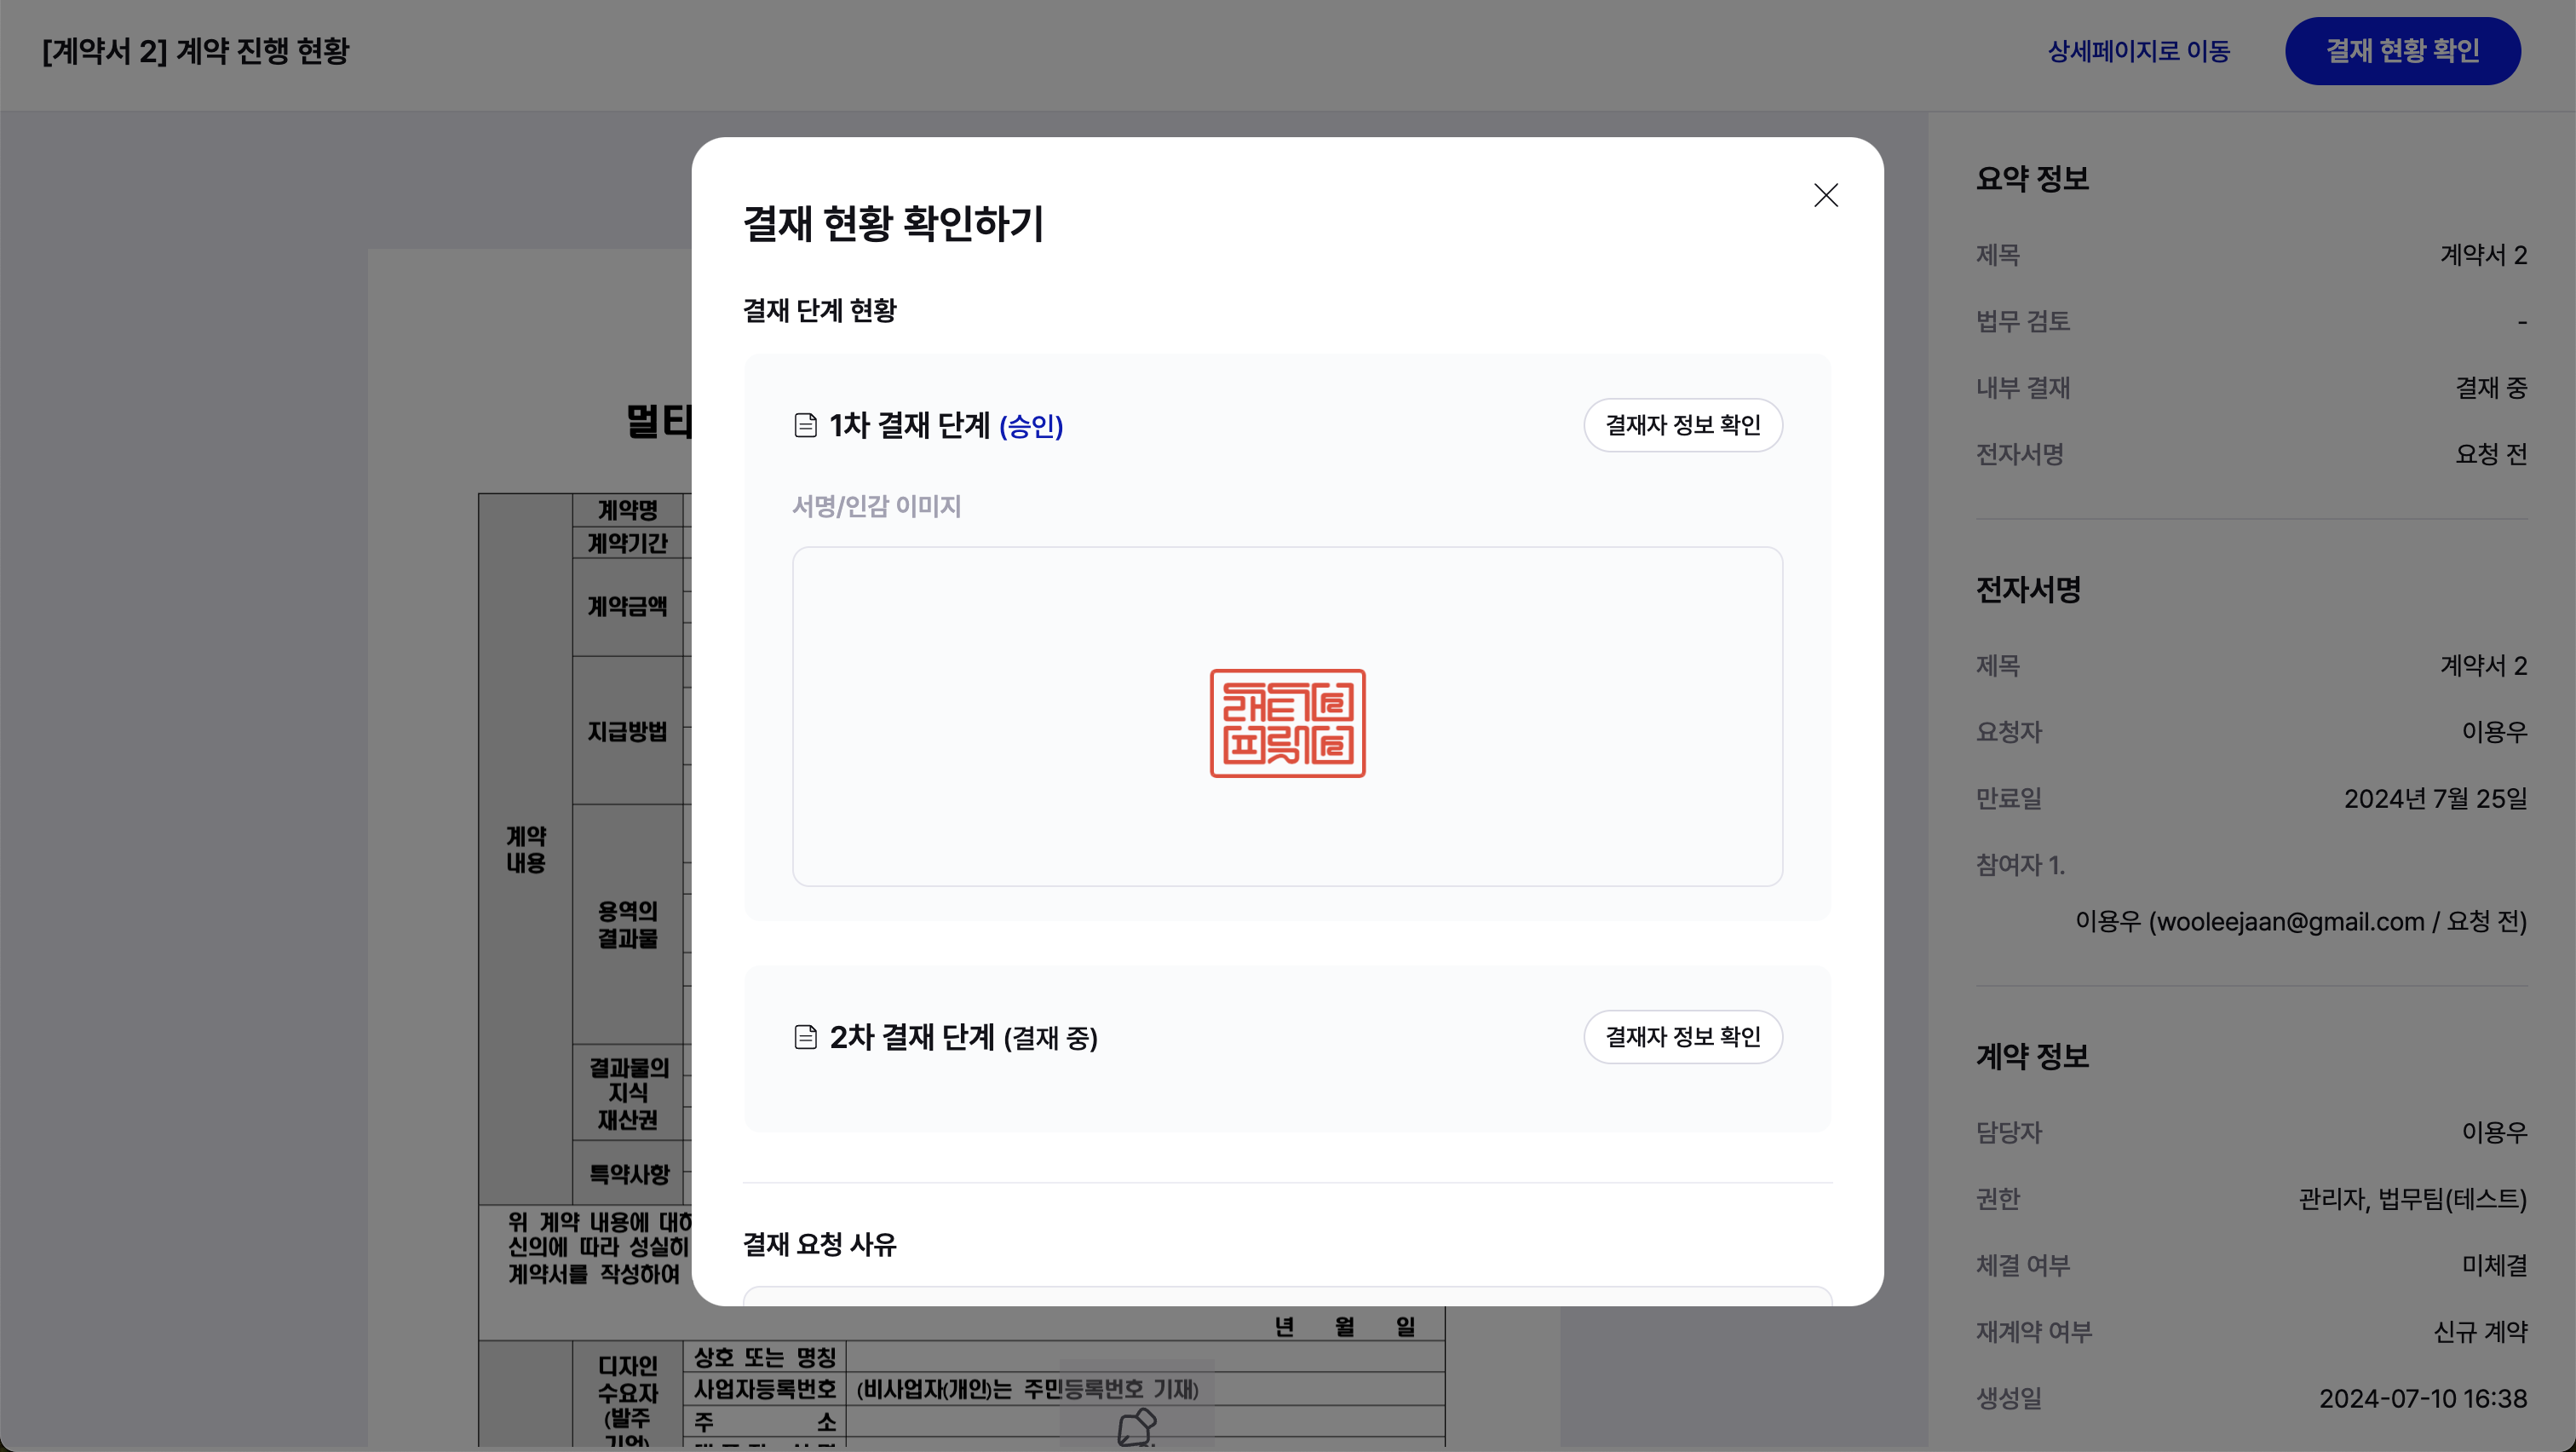 [계약서 2] 계약 진행 현황
상세페이지로 이동
결재 현황 확인
결재 현황 확인하기
결재 단계 현황
1차 결재 단계 (승인)
결재자 정보 확인
서명/인감 이미지
2차 결재 단계 (결재 중)
결재자 정보 확인
결재 요청 사유
멀티
계약명
계약기간
계약금액
지급방법
계약
내용
용역의
결과물
결과물의
지식
재산권
특약사항
위 계약 내용에 대하
신의에 따라 성실히
계약서를 작성하여
년 월 일
디자인
수요자
(발주
기업)
상호 또는 명칭
사업자등록번호 (비사업자(개인)는 주민등록번호 기재)
주 소
요약 정보
제목 계약서 2
법무 검토 -
내부 결재 결재 중
전자서명 요청 전
전자서명
제목 계약서 2
요청자 이용우
만료일 2024년 7월 25일
참여자 1.
이용우 (wooleejaan@gmail.com / 요청 전)
계약 정보
담당자 이용우
권한 관리자, 법무팀(테스트)
체결 여부 미체결
재계약 여부 신규 계약
생성일 2024-07-10 16:38